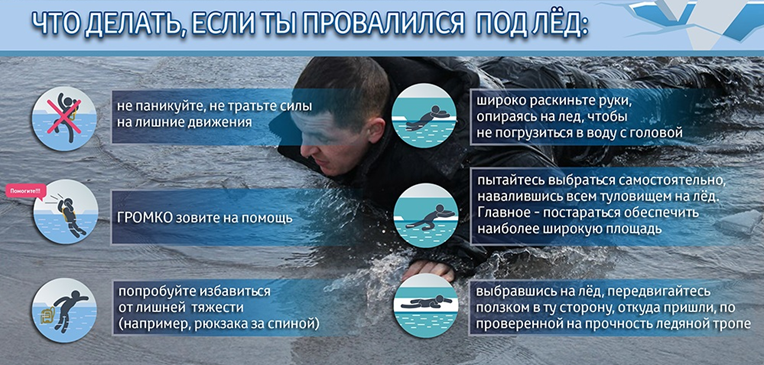 ЧТО ДЕЛАТЬ, ЕСЛИ ТЫ ПРОВАЛИЛСЯ ПОД ЛЁД:
не паникуйте, не тратьте силы
на лишние движения
Помогите!!!
ГРОМКО зовите на помощь
попробуйте избавиться
от лишней тяжести
(например, рюкзака за спиной)
широко раскиньте руки,
опираясь на лед, чтобы
не погрузиться в воду с головой
пытайтесь выбраться самостоятельно,
навалившись всем туловищем на лёд.
Главное - постараться обеспечить
наиболее широкую площадь
выбравшись на лёд, передвигайтесь
ползком в ту сторону, откуда пришли, по
проверенной на прочность ледяной тропе